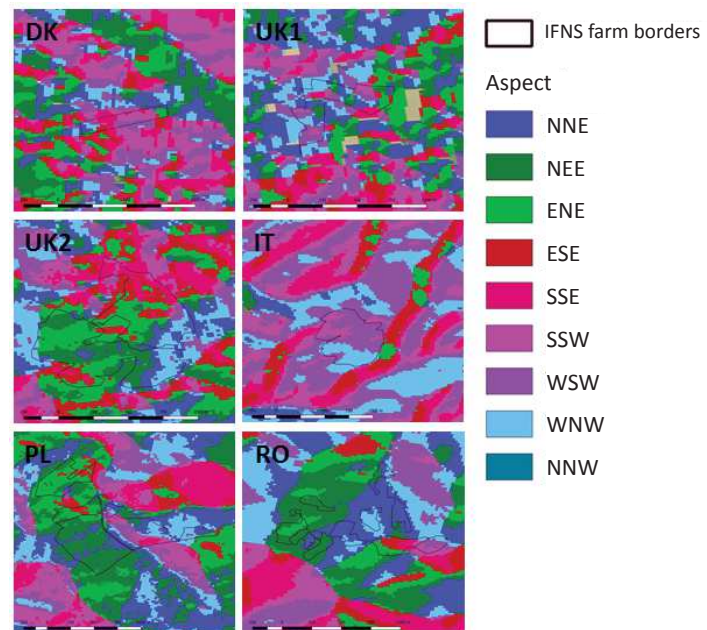 DK
UK1
UK2
IT
PL
RO
IFNS farm borders
Aspect
NNE
NEE
ENE
ESE
SSE
SSW
WSW
WNW
NNW